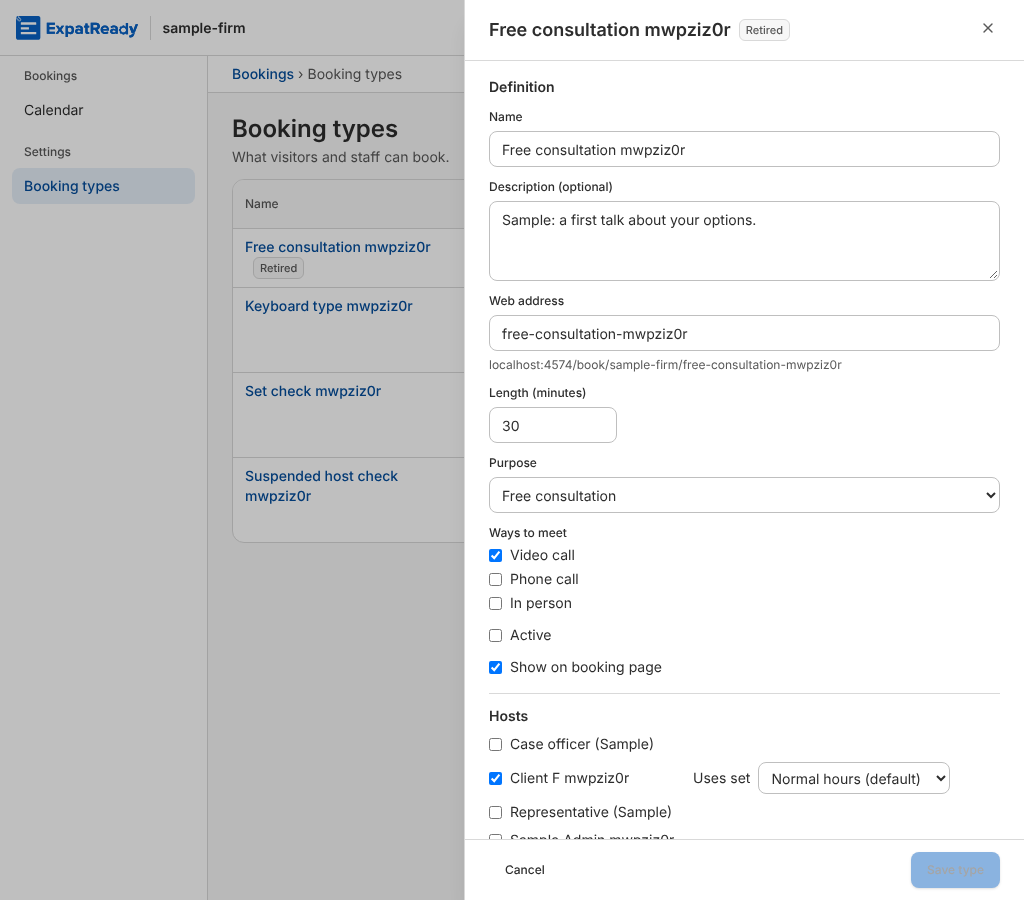 ExpatReady
sample-firm
Bookings
Calendar
Settings
Booking types
Bookings › Booking types
Booking types
What visitors and staff can book.
Name
Free consultation mwpziz0r
Retired
Keyboard type mwpziz0r
Set check mwpziz0r
Suspended host check
mwpziz0r
Free consultation mwpziz0r Retired
Definition
Name
Free consultation mwpziz0r
Description (optional)
Sample: a first talk about your options.
Web address
free-consultation-mwpziz0r
localhost:4574/book/sample-firm/free-consultation-mwpziz0r
Length (minutes)
30
Purpose
Free consultation
Ways to meet
Video call
Phone call
In person
Active
Show on booking page
Hosts
Case officer (Sample)
Client F mwpziz0r Uses set Normal hours (default)
Representative (Sample)
Sample Admin mwpziz0r
Cancel Save type